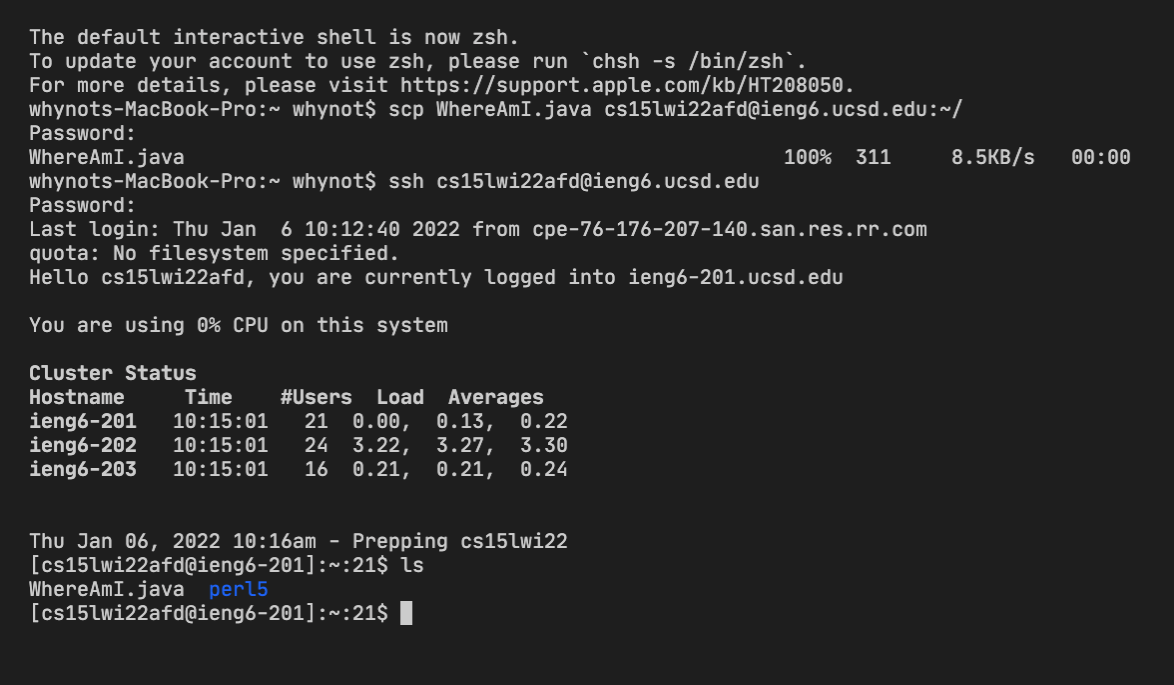 The default interactive shell is now zsh.
To update your account to use zsh, please run `chsh -s /bin/zsh`.
For more details, please visit https://support.apple.com/kb/HT208050.
whynots-MacBook-Pro:~ whynot$ scp WhereAmI.java cs15lwi22afd@ieng6.ucsd.edu:~/
Password:
WhereAmI.java 100% 311 8.5KB/s 00:00
whynots-MacBook-Pro:~ whynot$ ssh cs15lwi22afd@ieng6.ucsd.edu
Password:
Last login: Thu Jan  6 10:12:40 2022 from cpe-76-176-207-140.san.res.rr.com
quota: No filesystem specified.
Hello cs15lwi22afd, you are currently logged into ieng6-201.ucsd.edu
You are using 0% CPU on this system
Cluster Status
Hostname Time #Users Load Averages
ieng6-201 10:15:01 21 0.00, 0.13, 0.22
ieng6-202 10:15:01 24 3.22, 3.27, 3.30
ieng6-203 10:15:01 16 0.21, 0.21, 0.24
Thu Jan 06, 2022 10:16am - Prepping cs15lwi22
[cs15lwi22afd@ieng6-201]:~:21$ ls
WhereAmI.java perl5
[cs15lwi22afd@ieng6-201]:~:21$